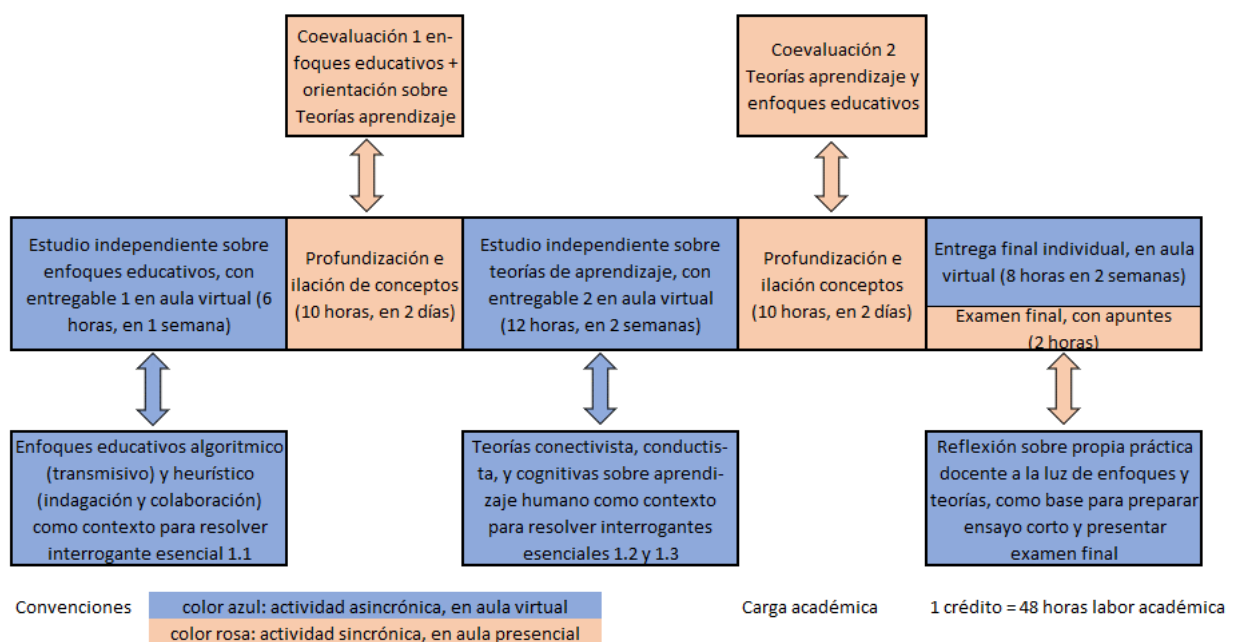 Coevaluación 1 en-
foques educativos +
orientación sobre
Teorías aprendizaje
Coevaluación 2
Teorías aprendizaje y
enfoques educativos
Estudio independiente sobre
enfoques educativos, con
entregable 1 en aula virtual (6
horas, en 1 semana)
Profundización e
ilación de conceptos
(10 horas, en 2 días)
Estudio independiente sobre
teorías de aprendizaje, con
entregable 2 en aula virtual
(12 horas, en 2 semanas)
Profundización e
ilación conceptos
(10 horas, en 2 días)
Entrega final individual, en aula
virtual (8 horas en 2 semanas)
Examen final, con apuntes
(2 horas)
Enfoques educativos algoritmico
(transmisivo) y heurístico
(indagación y colaboración)
como contexto para resolver
interrogante esencial 1.1
Teorías conectivista, conductis-
ta, y cognitivas sobre aprendi-
zaje humano como contexto
para resolver interrogantes
esenciales 1.2 y 1.3
Reflexión sobre propia práctica
docente a la luz de enfoques y
teorías, como base para preparar
ensayo corto y presentar
examen final
Convenciones
color azul: actividad asincrónica, en aula virtual
color rosa: actividad sincrónica, en aula presencial
Carga académica
1 crédito = 48 horas labor académica